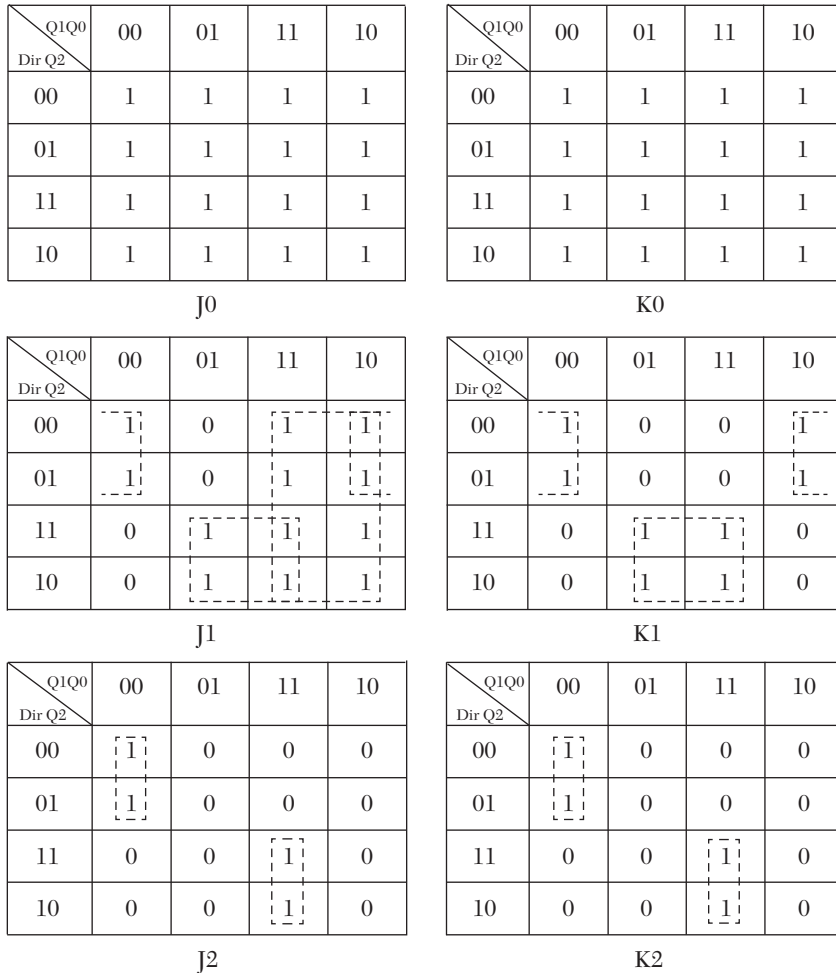 Q1Q0 00 01 11 10 Q1Q0 00 01 11 10
Dir Q2 Dir Q2
00 1 1 1 1 00 1 1 1 1
01 1 1 1 1 01 1 1 1 1
11 1 1 1 1 11 1 1 1 1
10 1 1 1 1 10 1 1 1 1
J0 K0
Q1Q0 00 01 11 10 Q1Q0 00 01 11 10
Dir Q2 Dir Q2
00 1 0 1 1 00 1 0 0 1
01 1 0 1 1 01 1 0 0 1
11 0 1 1 1 11 0 1 1 0
10 0 1 1 1 10 0 1 1 0
J1 K1
Q1Q0 00 01 11 10 Q1Q0 00 01 11 10
Dir Q2 Dir Q2
00 1 0 0 0 00 1 0 0 0
01 1 0 0 0 01 1 0 0 0
11 0 0 1 0 11 0 0 1 0
10 0 0 1 0 10 0 0 1 0
J2 K2